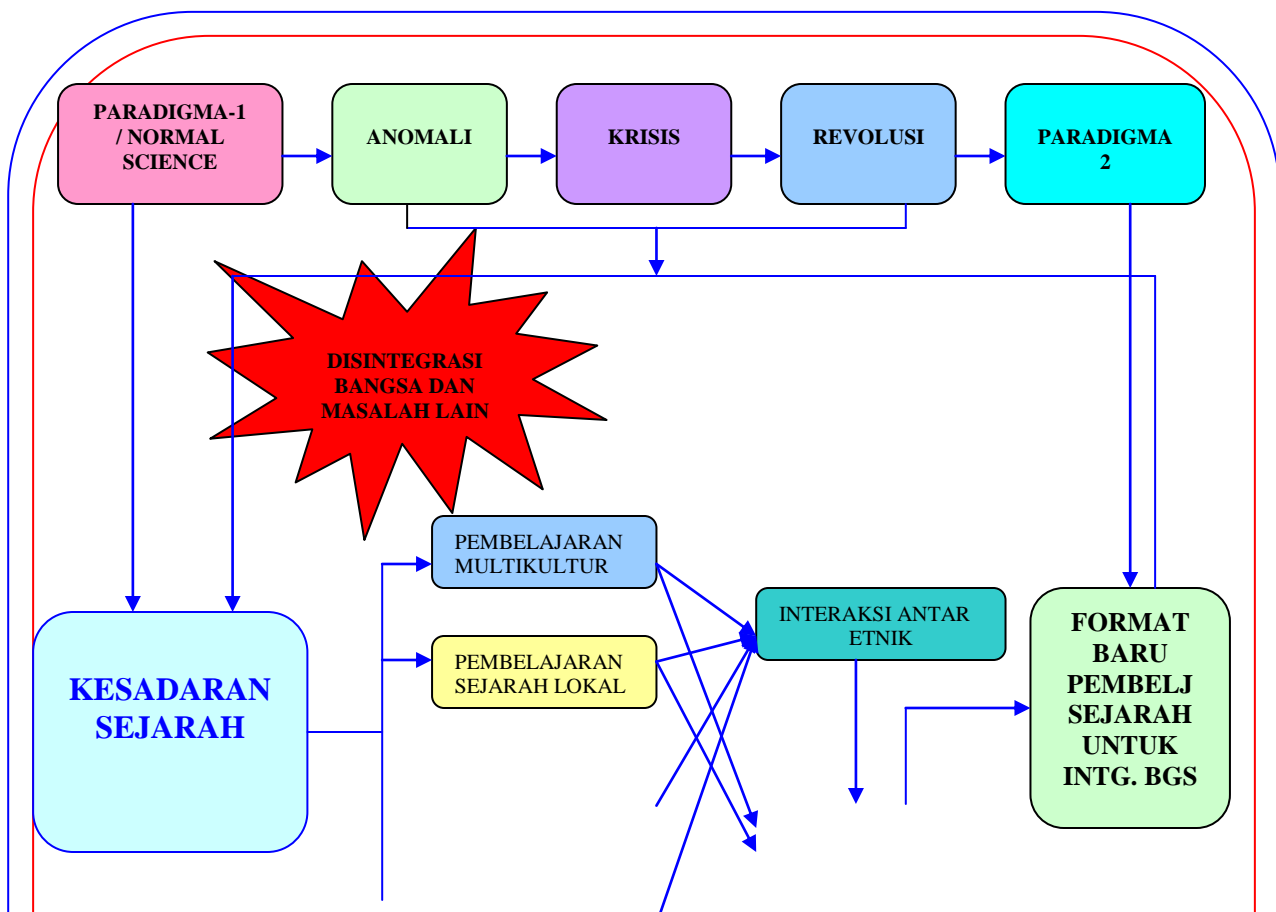 PARADIGMA-1
/ NORMAL
SCIENCE
ANOMALI
KRISIS
REVOLUSI
PARADIGMA
2
DISINTEGRASI
BANGSA DAN
MASALAH LAIN
PEMBELAJARAN
MULTIKULTUR
INTERAKSI ANTAR
ETNIK
FORMAT
BARU
PEMBELJ
SEJARAH
UNTUK
INTG. BGS
KESADARAN
SEJARAH
PEMBELAJARAN
SEJARAH LOKAL